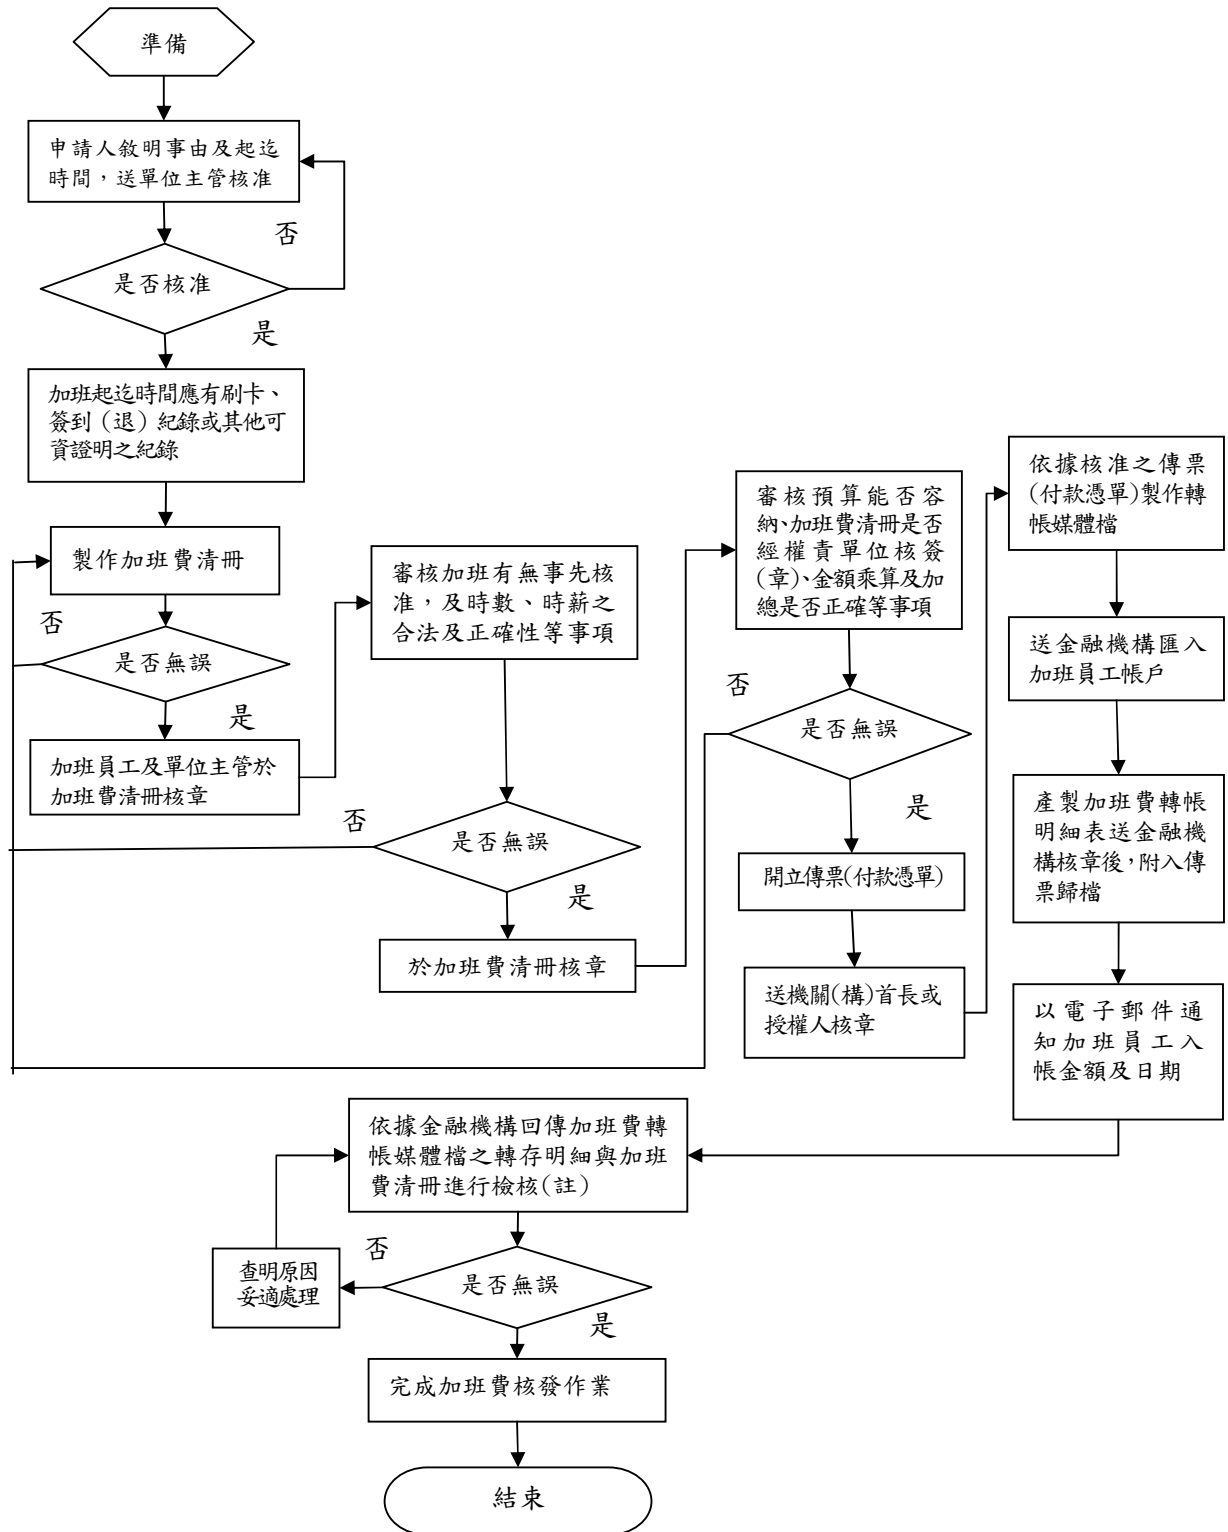 準備
申請人敘明事由及起迄
時間，送單位主管核准
否
是否核准
是
加班起迄時間應有刷卡、
簽到（退）紀錄或其他可
資證明之紀錄
製作加班費清冊
否
是否無誤
是
加班員工及單位主管於
加班費清冊核章
審核加班有無事先核
准，及時數、時薪之
合法及正確性等事項
否
是否無誤
是
於加班費清冊核章
審核預算能否容
納、加班費清冊是否
經權責單位核簽
(章)、金額乘算及加
總是否正確等事項
否
是否無誤
是
開立傳票(付款憑單)
送機關(構)首長或
授權人核章
依據核准之傳票
(付款憑單)製作轉
帳媒體檔
送金融機構匯入
加班員工帳戶
產製加班費轉帳
明細表送金融機
構核章後，附入傳
票歸檔
以電子郵件通
知加班員工入
帳金額及日期
依據金融機構回傳加班費轉
帳媒體檔之轉存明細與加班
費清冊進行檢核(註)
否
查明原因
妥適處理
是否無誤
是
完成加班費核發作業
結束